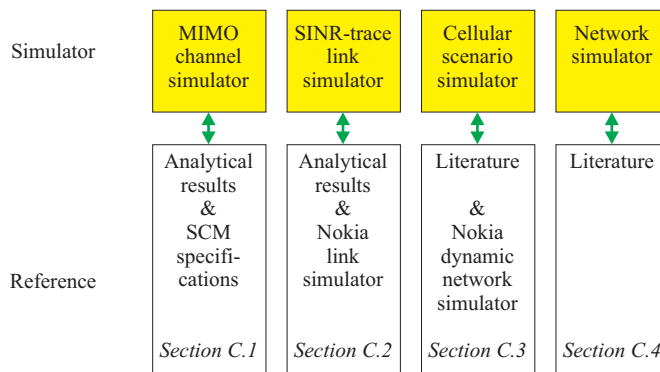 Simulator
MIMO
channel
simulator
SINR-trace
link
simulator
Cellular
scenario
simulator
Network
simulator
Reference
Analytical
results
&
SCM
specifi-
cations
Section C.1
Analytical
results
&
Nokia
link
simulator
Section C.2
Literature
&
Nokia
dynamic
network
simulator
Section C.3
Literature
Section C.4